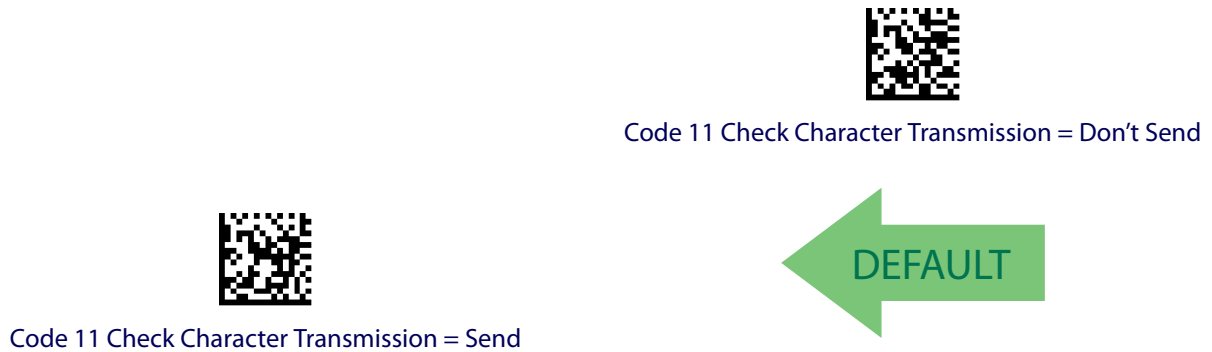 Code 11 Check Character Transmission = Don’t Send
DEFAULT
Code 11 Check Character Transmission = Send